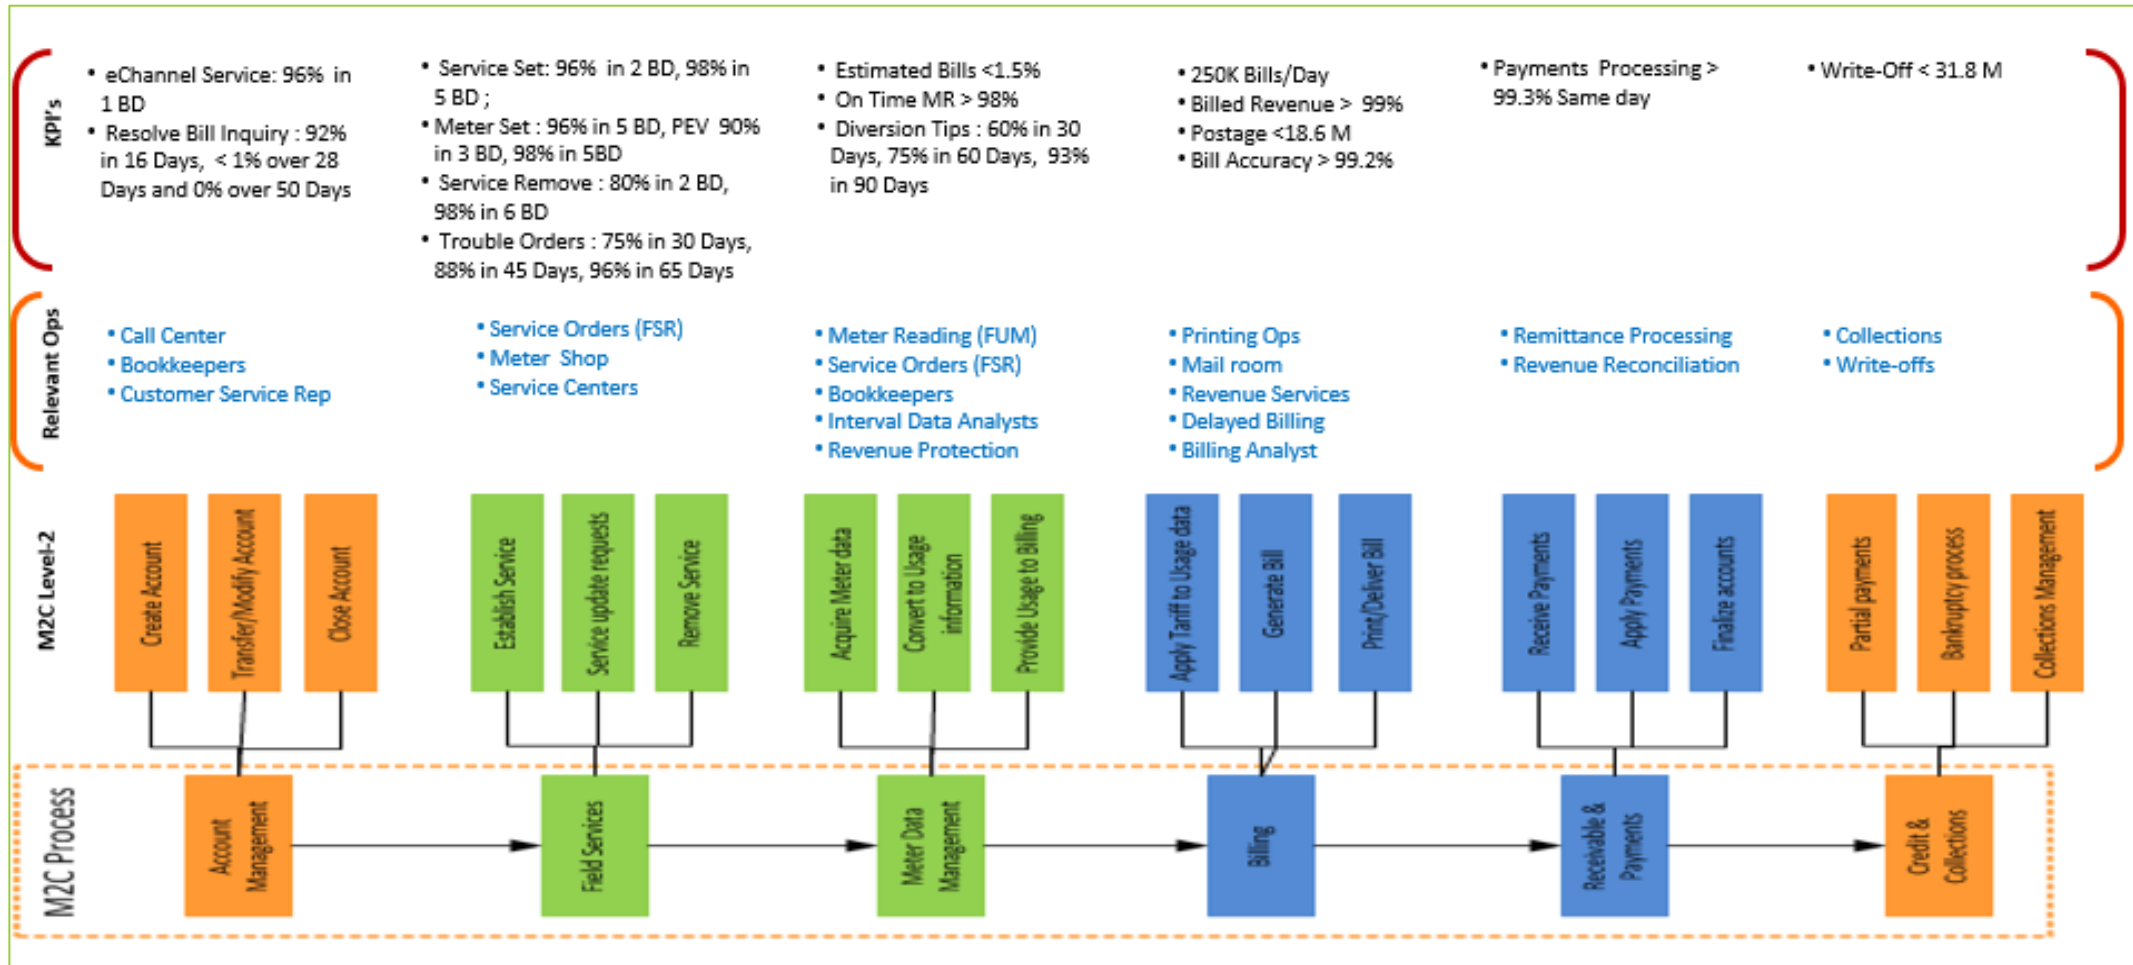 KPI's
• eChannel Service: 96% in
1 BD
• Resolve Bill Inquiry : 92%
in 16 Days, < 1% over 28
Days and 0% over 50 Days
• Service Set: 96% in 2 BD, 98% in
5 BD ;
• Meter Set : 96% in 5 BD, PEV 90%
in 3 BD, 98% in 5BD
• Service Remove : 80% in 2 BD,
98% in 6 BD
• Trouble Orders : 75% in 30 Days,
88% in 45 Days, 96% in 65 Days
• Estimated Bills <1.5%
• On Time MR > 98%
• Diversion Tips : 60% in 30
Days, 75% in 60 Days, 93%
in 90 Days
• 250K Bills/Day
• Billed Revenue > 99%
• Postage <18.6 M
• Bill Accuracy > 99.2%
• Payments Processing >
99.3% Same day
• Write-Off < 31.8 M
Relevant Ops
• Call Center
• Bookkeepers
• Customer Service Rep
• Service Orders (FSR)
• Meter Shop
• Service Centers
• Meter Reading (FUM)
• Service Orders (FSR)
• Bookkeepers
• Interval Data Analysts
• Revenue Protection
• Printing Ops
• Mail room
• Revenue Services
• Delayed Billing
• Billing Analyst
• Remittance Processing
• Revenue Reconciliation
• Collections
• Write-offs
M2C Level-2
Create Account
Transfer/Modify Account
Close Account
Establish Service
Service update requests
Remove Service
Acquire Meter data
Convert to Usage
information
Provide Usage to Billing
Apply Tariff to Usage data
Generate Bill
Print/Deliver Bill
Receive Payments
Apply Payments
Finalize accounts
Partial payments
Bankruptcy process
Collections Management
M2C Process
Account
Management
Field Services
Meter Data
Management
Billing
Receivable &
Payments
Credit &
Collections